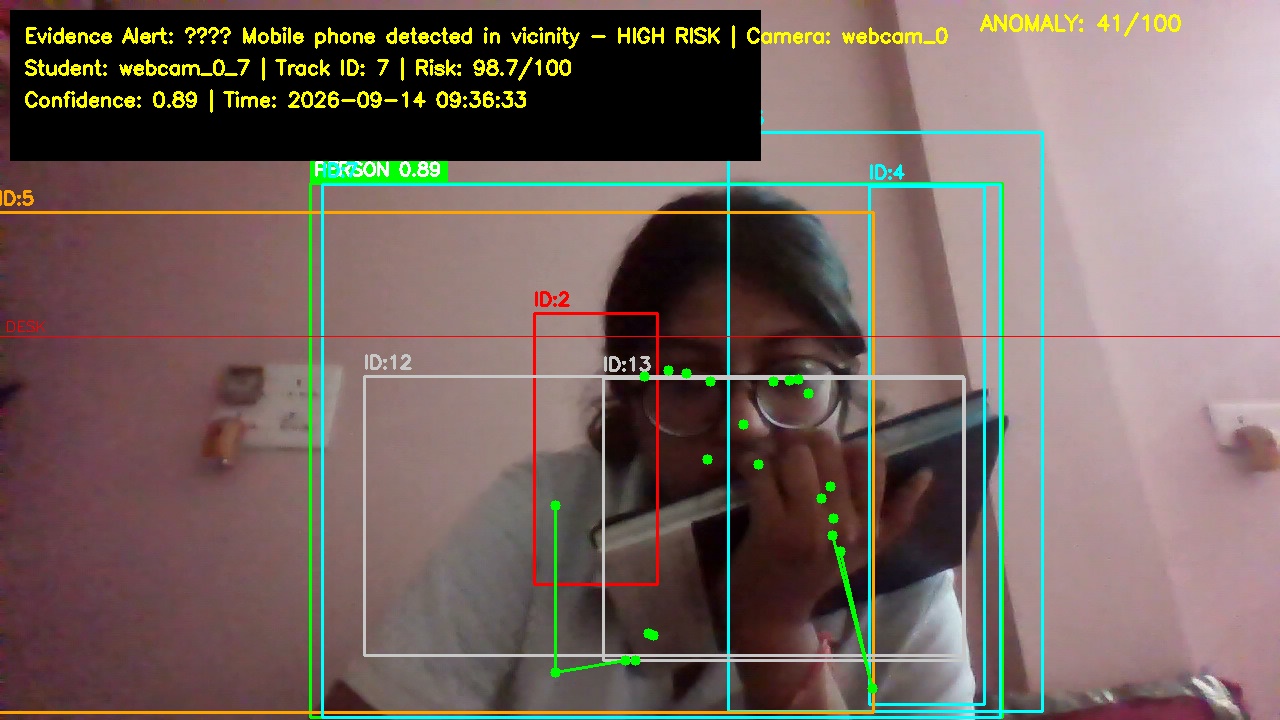 Evidence Alert: ???? Mobile phone detected in vicinity - HIGH RISK | Camera: webcam_0
ANOMALY: 41/100
Student: webcam_0_7 | Track ID: 7 | Risk: 98.7/100
Confidence: 0.89 | Time: 2026-09-14 09:36:33
PERSON 0.89
ID:4
ID:5
ID:2
DESK
ID:12
ID:13